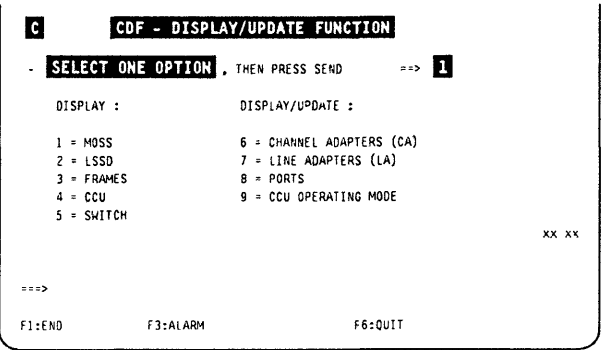 C CDF - DISPLAY/UPDATE FUNCTION
- SELECT ONE OPTION , THEN PRESS SEND ==> 1
DISPLAY : DISPLAY/UPDATE :
1 = MOSS 6 = CHANNEL ADAPTERS (CA)
2 = LSSD 7 = LINE ADAPTERS (LA)
3 = FRAMES 8 = PORTS
4 = CCU 9 = CCU OPERATING MODE
5 = SWITCH
XX XX
===>
F1:END F3:ALARM F6:QUIT